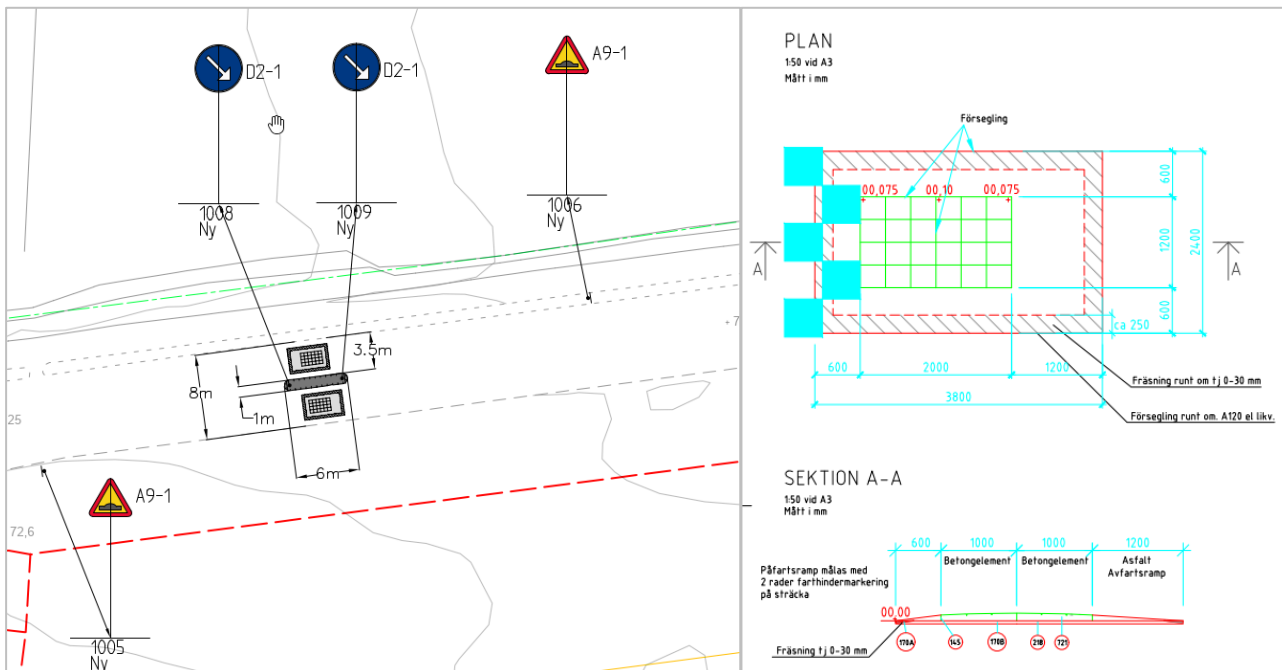 D2-1
D2-1
A9-1
1008
Ny
1009
Ny
1006
Ny
+7
3.5m
8m
1m
6m
25
A9-1
72,6
1005
Ny
PLAN
1:50 vid A3
Mått i mm
Försegling
00,075
00,10
00,075
600
1200
2400
600
A
A
ca 250
600
2000
1200
3800
Fräsning runt om tj 0-30 mm
Försegling runt om. A120 el likv.
SEKTION A-A
1:50 vid A3
Mått i mm
600
1000
1000
1200
Betongelement
Betongelement
Asfalt
Avfartsramp
Påfartsramp målas med
2 rader farthindermarkering
på sträcka
00,00
170A
145
170B
218
721
Fräsning tj 0-30 mm